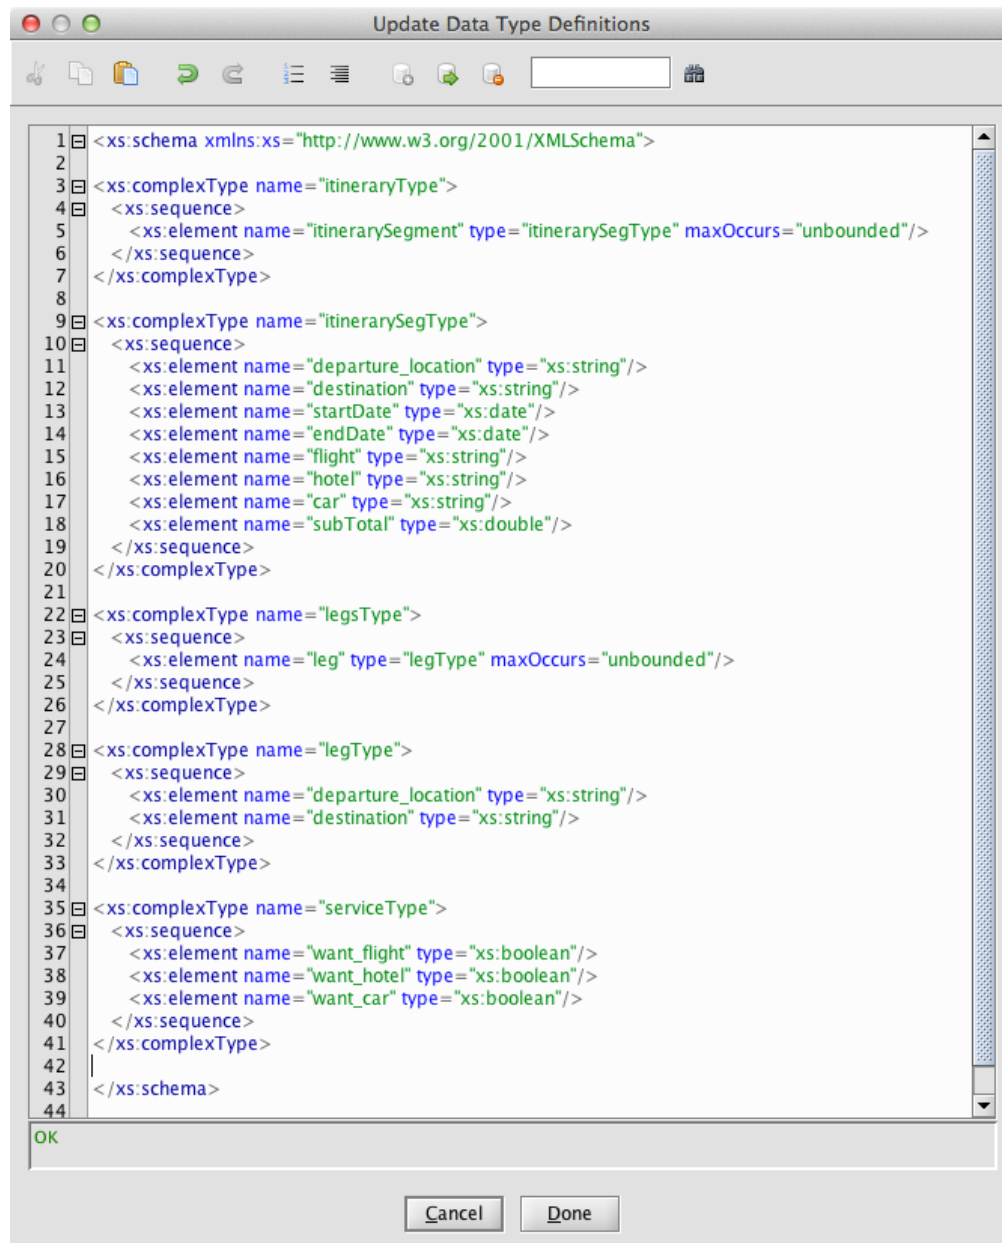 Update Data Type Definitions
1 <xs:schema xmlns:xs="http://www.w3.org/2001/XMLSchema">
2
3 <xs:complexType name="itineraryType">
4   <xs:sequence>
5     <xs:element name="itinerarySegment" type="itinerarySegType" maxOccurs="unbounded"/>
6   </xs:sequence>
7 </xs:complexType>
8
9 <xs:complexType name="itinerarySegType">
10   <xs:sequence>
11     <xs:element name="departure_location" type="xs:string"/>
12     <xs:element name="destination" type="xs:string"/>
13     <xs:element name="startDate" type="xs:date"/>
14     <xs:element name="endDate" type="xs:date"/>
15     <xs:element name="flight" type="xs:string"/>
16     <xs:element name="hotel" type="xs:string"/>
17     <xs:element name="car" type="xs:string"/>
18     <xs:element name="subTotal" type="xs:double"/>
19   </xs:sequence>
20 </xs:complexType>
21
22 <xs:complexType name="legsType">
23   <xs:sequence>
24     <xs:element name="leg" type="legType" maxOccurs="unbounded"/>
25   </xs:sequence>
26 </xs:complexType>
27
28 <xs:complexType name="legType">
29   <xs:sequence>
30     <xs:element name="departure_location" type="xs:string"/>
31     <xs:element name="destination" type="xs:string"/>
32   </xs:sequence>
33 </xs:complexType>
34
35 <xs:complexType name="serviceType">
36   <xs:sequence>
37     <xs:element name="want_flight" type="xs:boolean"/>
38     <xs:element name="want_hotel" type="xs:boolean"/>
39     <xs:element name="want_car" type="xs:boolean"/>
40   </xs:sequence>
41 </xs:complexType>
42
43 </xs:schema>
44
OK
Cancel Done